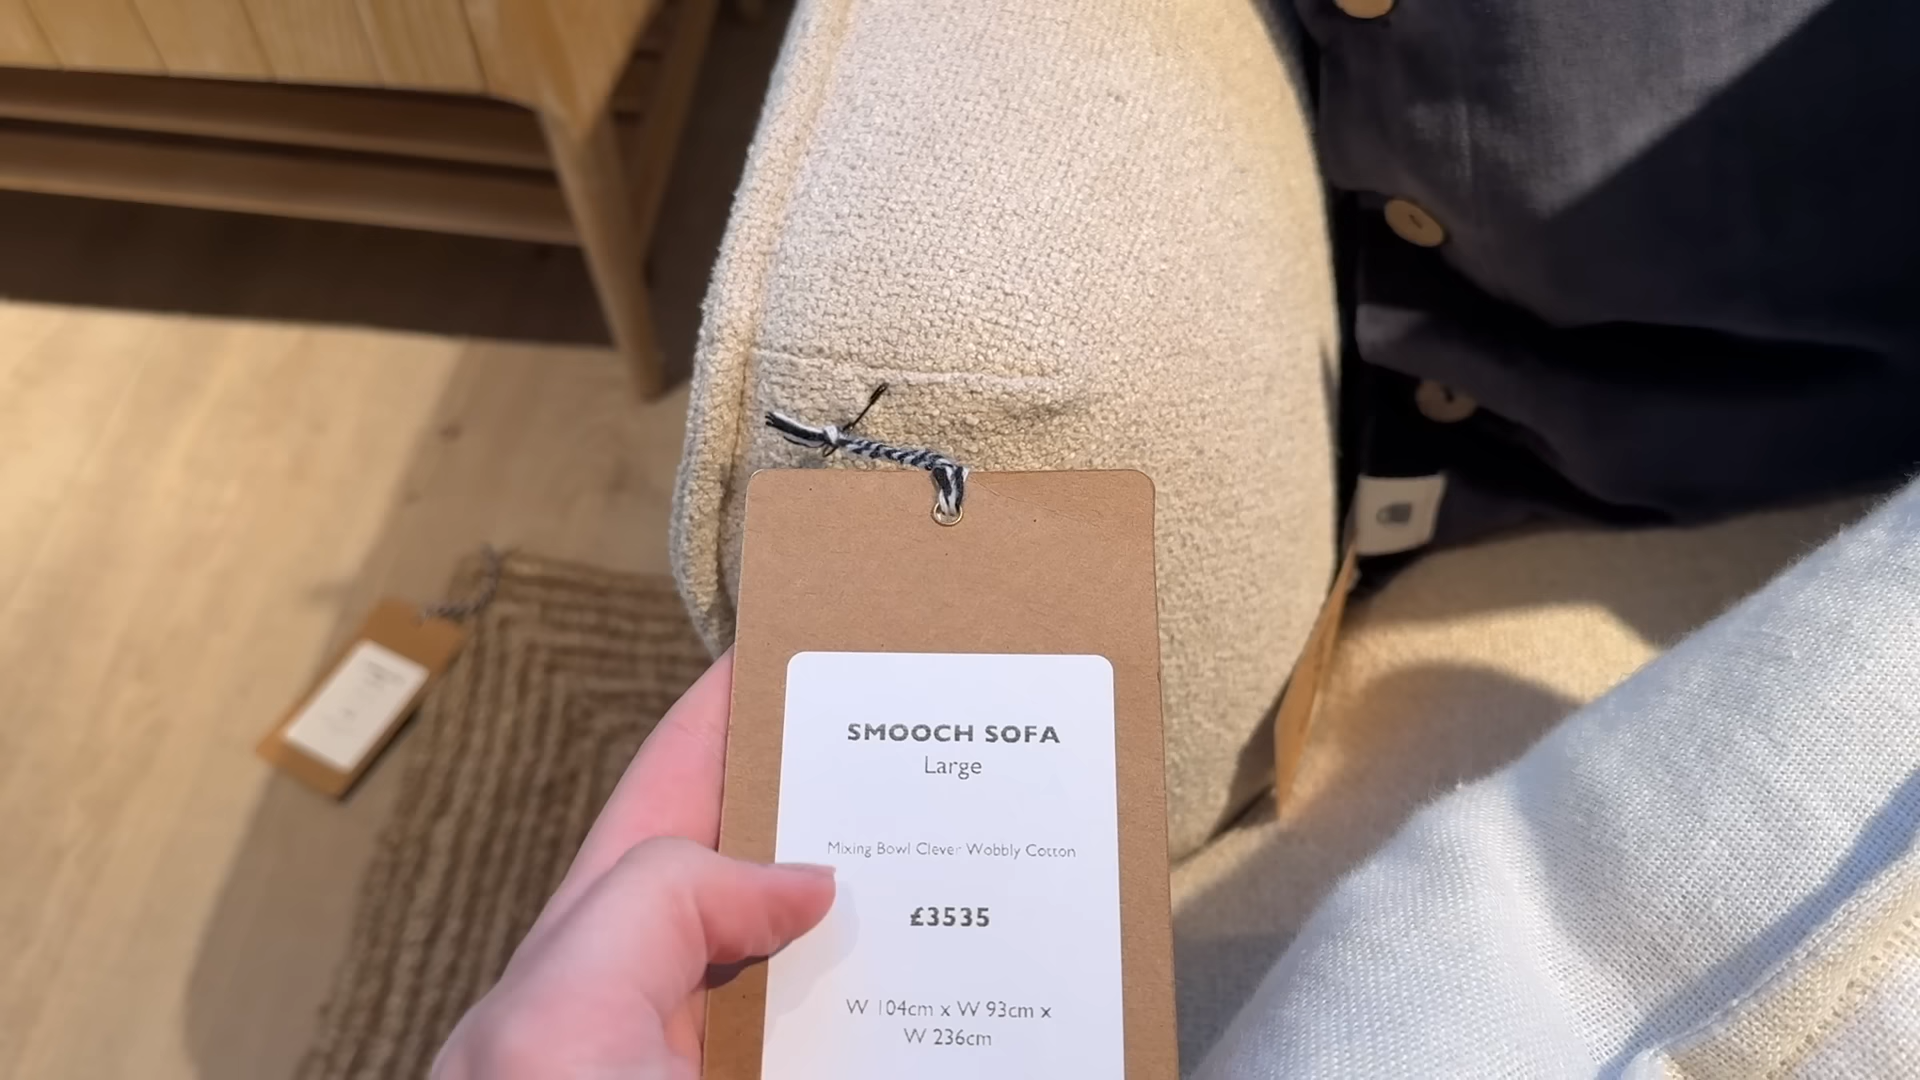 SMOOCH SOFA
Large
Mixing Bowl Clever Wobbly Cotton
£3535
W 104cm x W 93cm x
W 236cm